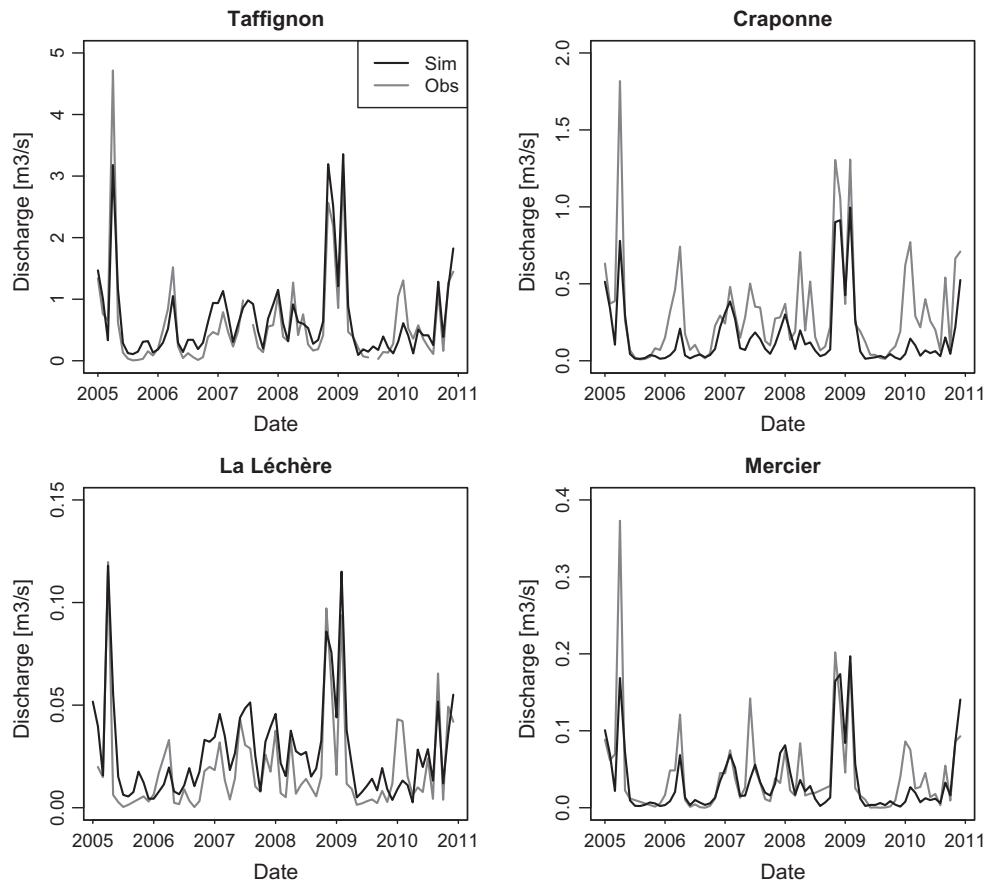 Taffignon
Sim
Obs
Discharge [m3/s]
5
4
3
2
1
0
2005 2006 2007 2008 2009 2010 2011
Date
Craponne
Discharge [m3/s]
2.0
1.5
1.0
0.5
0.0
2005 2006 2007 2008 2009 2010 2011
Date
La Léchère
Discharge [m3/s]
0.15
0.10
0.05
0.00
2005 2006 2007 2008 2009 2010 2011
Date
Mercier
Discharge [m3/s]
0.4
0.3
0.2
0.1
0.0
2005 2006 2007 2008 2009 2010 2011
Date